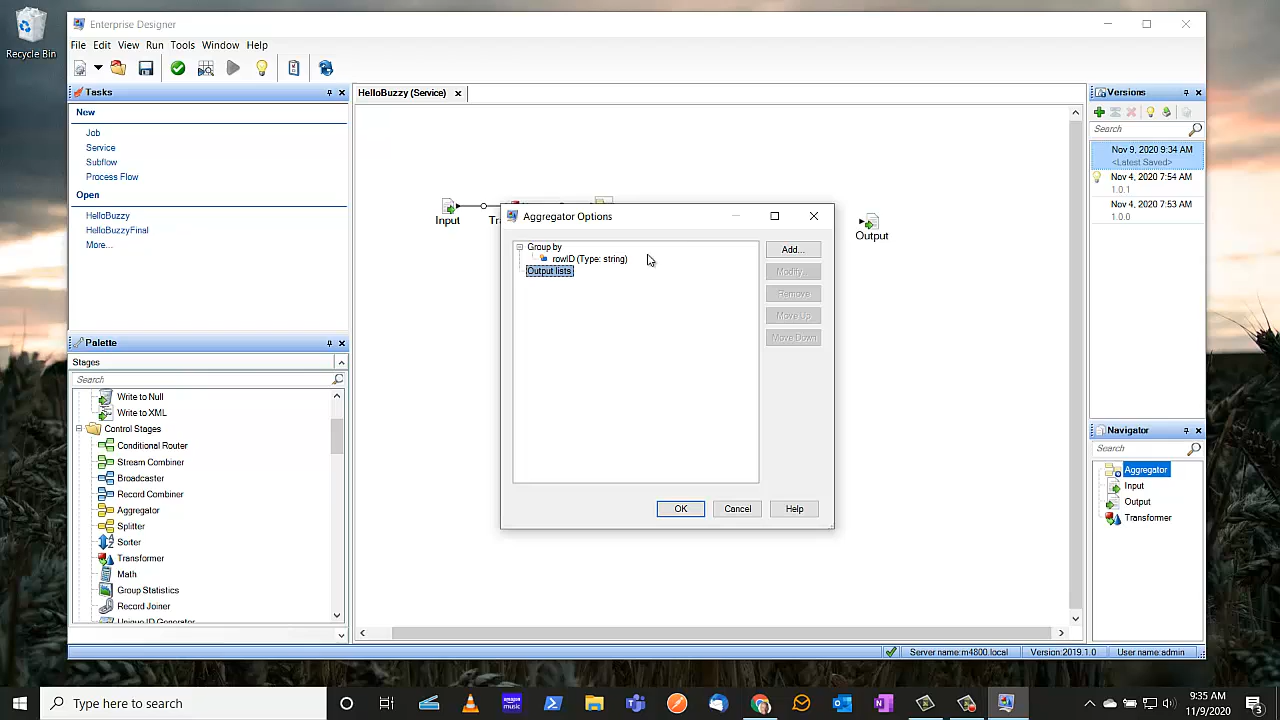 Recycle Bin
Enterprise Designer
File Edit View Run Tools Window Help
Tasks
New
Job
Service
Subflow
Process Flow
Open
HelloBuzzy
HelloBuzzyFinal
More...
Palette
Stages
Search
Write to Null
Write to XML
Control Stages
Conditional Router
Stream Combiner
Broadcaster
Record Combiner
Aggregator
Splitter
Sorter
Transformer
Math
Group Statistics
Record Joiner
Unique ID Generator
HelloBuzzy (Service)
Input
Output
Aggregator Options
Group by
rowID (Type: string)
Output lists
Add...
Modify...
Remove
Move Up
Move Down
OK
Cancel
Help
Versions
Search
Nov 9, 2020 9:34 AM
<Latest Saved>
Nov 4, 2020 7:54 AM
1.0.1
Nov 4, 2020 7:53 AM
1.0.0
Navigator
Search
Aggregator
Input
Output
Transformer
Server name:m4800.local
Version:2019.1.0
User name:admin
Type here to search
9:35 AM
11/9/2020
3